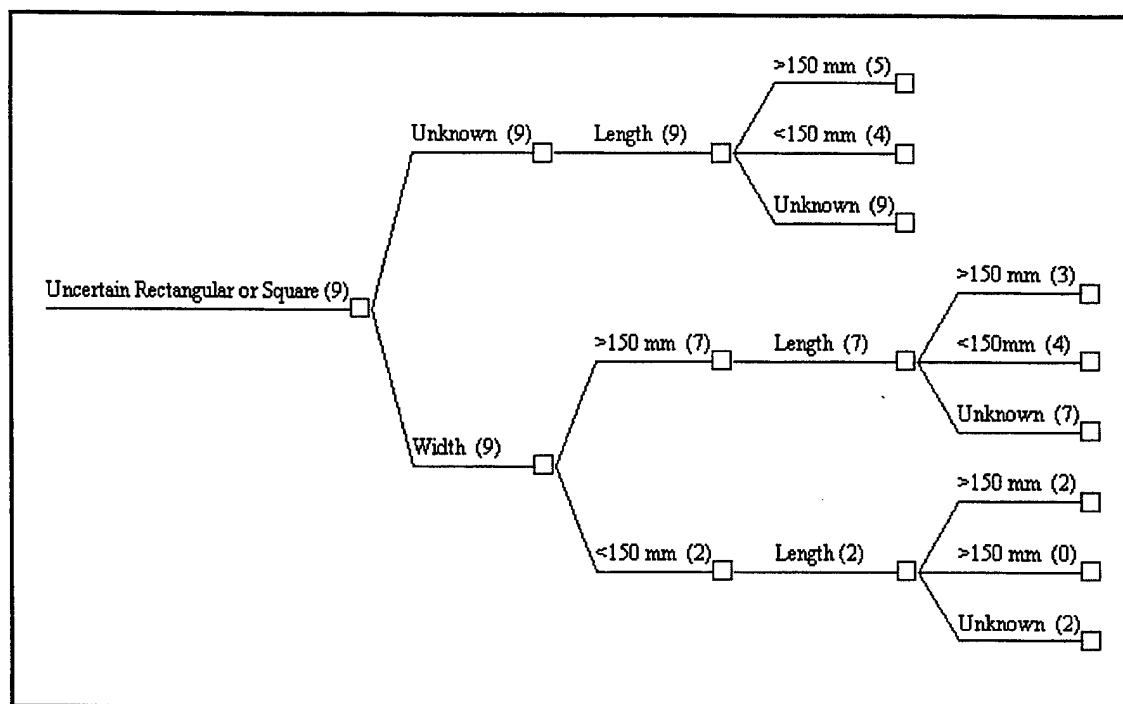 >150 mm (5)
Unknown (9)
Length (9)
<150 mm (4)
Unknown (9)
Uncertain Rectangular or Square (9)
>150 mm (3)
>150 mm (7)
Length (7)
<150mm (4)
Unknown (7)
Width (9)
>150 mm (2)
<150 mm (2)
Length (2)
>150 mm (0)
Unknown (2)